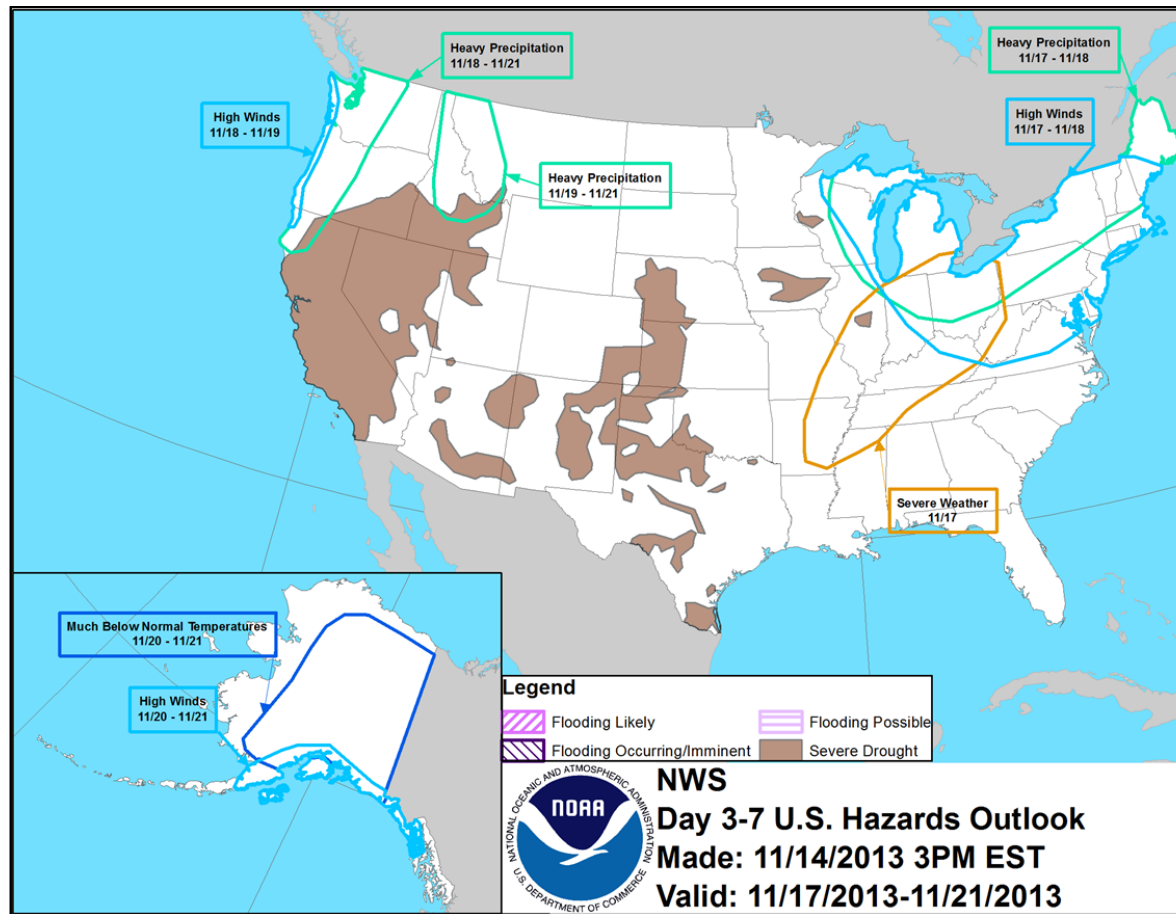 Heavy Precipitation
11/18 - 11/21
Heavy Precipitation
11/17 - 11/18
High Winds
11/18 - 11/19
High Winds
11/17 - 11/18
Heavy Precipitation
11/19 - 11/21
Severe Weather
11/17
Much Below Normal Temperatures
11/20 - 11/21
High Winds
11/20 - 11/21
Legend
Flooding Likely
Flooding Possible
Flooding Occurring/Imminent
Severe Drought
NATIONAL OCEANIC AND ATMOSPHERIC ADMINISTRATION
NOAA
U.S. DEPARTMENT OF COMMERCE
NWS
Day 3-7 U.S. Hazards Outlook
Made: 11/14/2013 3PM EST
Valid: 11/17/2013-11/21/2013